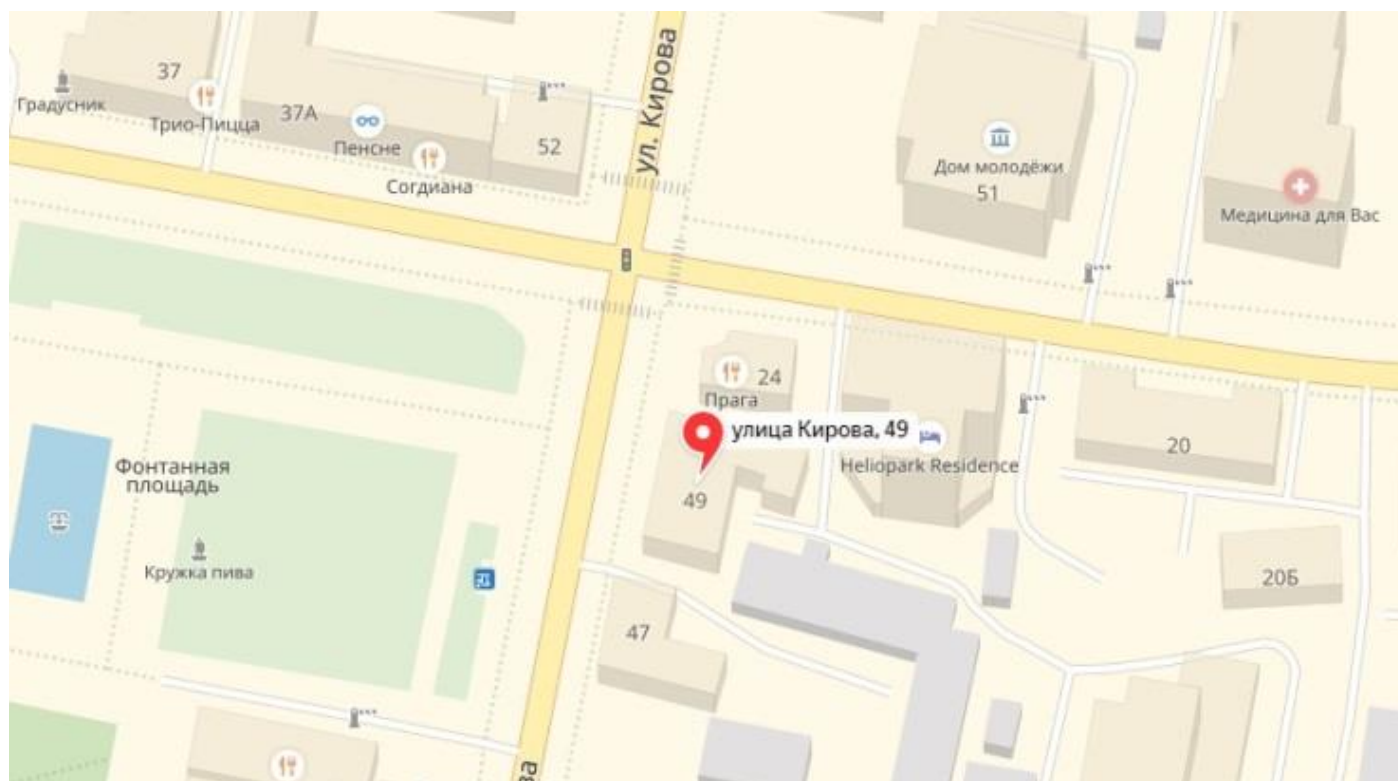 ул. Кирова
37
Градусник
Трио-Пицца
37А
Пенсне
52
Согдиана
Дом молодёжи
51
Медицина для Вас
24
Прага
улица Кирова, 49
Heliopark Residence
20
49
Фонтанная
площадь
Кружка пива
20Б
47
ва